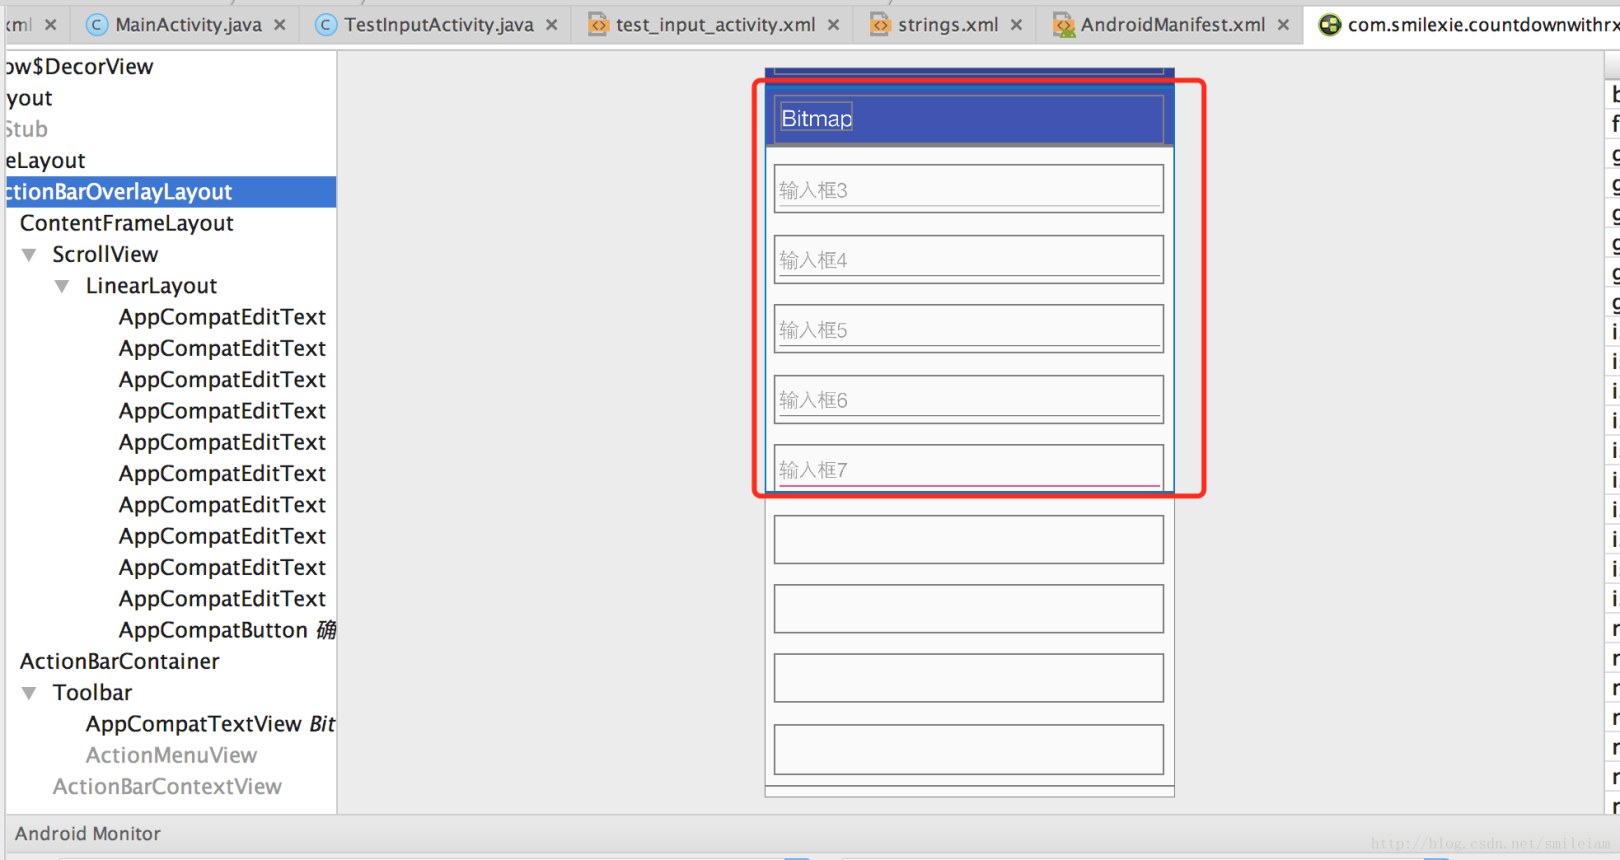 xml
MainActivity.java
TestInputActivity.java
test_input_activity.xml
strings.xml
AndroidManifest.xml
com.smilexie.countdownwithrx
ow$DecorView
yout
Stub
eLayout
ctionBarOverlayLayout
ContentFrameLayout
ScrollView
LinearLayout
AppCompatEditText
AppCompatEditText
AppCompatEditText
AppCompatEditText
AppCompatEditText
AppCompatEditText
AppCompatEditText
AppCompatEditText
AppCompatEditText
AppCompatEditText
AppCompatButton 确
ActionBarContainer
Toolbar
AppCompatTextView Bit
ActionMenuView
ActionBarContextView
Bitmap
输入框3
输入框4
输入框5
输入框6
输入框7
b
f
g
g
g
g
g
g
i
i
i
i
i
i
i
i
i
i
r
r
r
r
r
r
r
Android Monitor
http://blog.csdn.net/smileiam